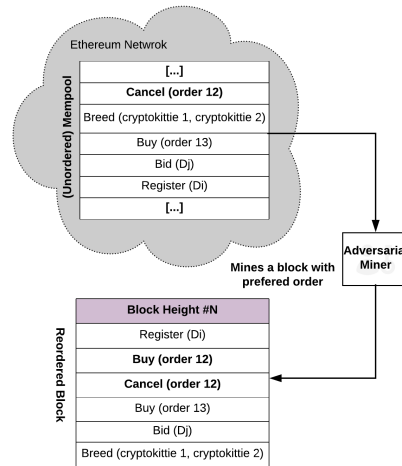 Ethereum Netwrok
(Unordered) Mempool
[...]
Cancel (order 12)
Breed (cryptokittie 1, cryptokittie 2)
Buy (order 13)
Bid (Dj)
Register (Di)
[...]
Adversaria
Miner
Mines a block with
prefered order
Reordered Block
Block Height #N
Register (Di)
Buy (order 12)
Cancel (order 12)
Buy (order 13)
Bid (Dj)
Breed (cryptokittie 1, cryptokittie 2)